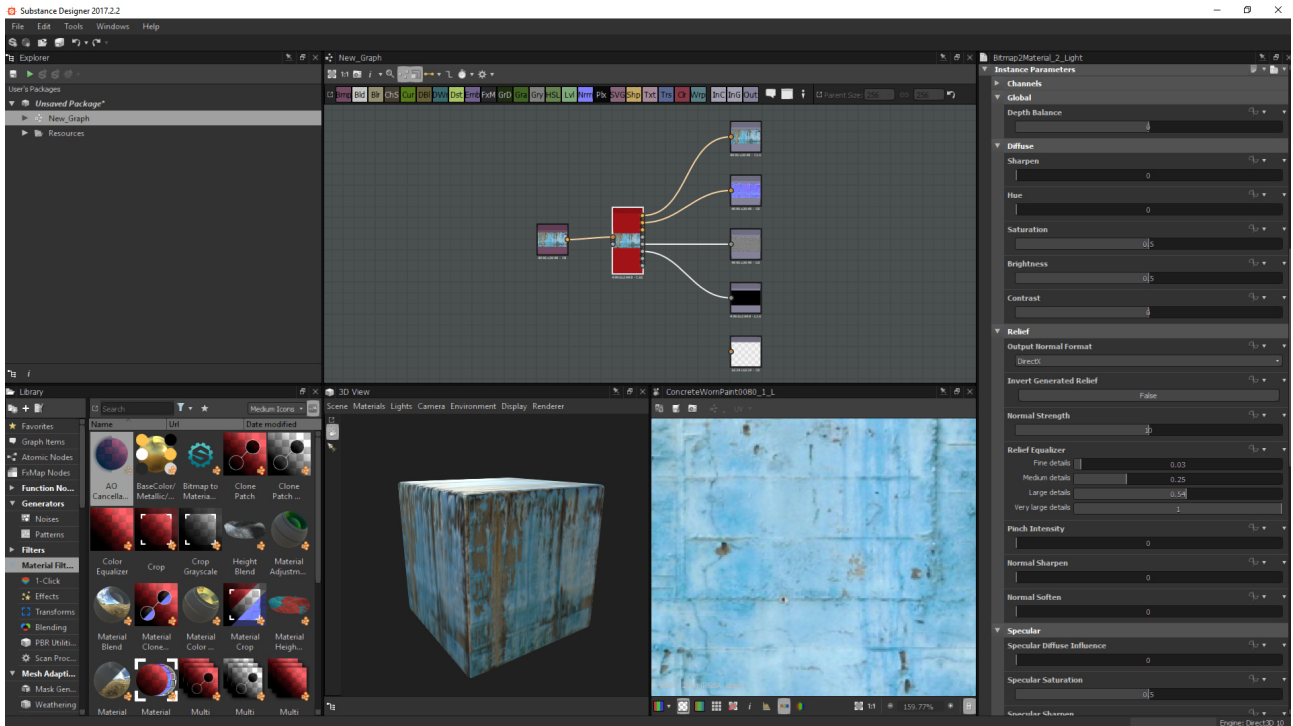 Substance Designer 2017.2.2
File Edit Tools Windows Help
Explorer
User's Packages
Unsaved Package*
New_Graph
Resources
New_Graph
1:1
Bmp Bld Blr ChS Cur DBl DWr Dst Emb FxM GrD Gra Gry HSL Lvl Nrm Pix SVG Shp Txt Trs Clr Wrp InC InG Out Parent Size: 256 256
Library
Search
Medium Icons
Favorites
Graph Items
Atomic Nodes
FxMap Nodes
Function No...
Generators
Noises
Patterns
Filters
Material Filt...
1-Click
Effects
Transforms
Blending
PBR Utiliti...
Scan Proc...
Mesh Adapti...
Mask Gen...
Weathering
Name Url Date modified
AO Cancella...
BaseColor/ Metallic/...
Bitmap to Materia...
Clone Patch
Clone Patch ...
Color Equalizer
Crop
Crop Grayscale
Height Blend
Material Adjustm...
Material Blend
Material Clone...
Material Color ...
Material Crop
Material Heigh...
Material
Material
Multi
Multi
Multi
3D View
Scene Materials Lights Camera Environment Display Renderer
ConcreteWornPaint0080_1_L
UV
1:1
159.77%
Bitmap2Material_2_Light
Instance Parameters
Channels
Global
Depth Balance
0
Diffuse
Sharpen
0
Hue
0
Saturation
0.5
Brightness
0.5
Contrast
0
Relief
Output Normal Format
DirectX
Invert Generated Relief
False
Normal Strength
10
Relief Equalizer
Fine details 0.03
Medium details 0.25
Large details 0.54
Very large details 1
Pinch Intensity
0
Normal Sharpen
0
Normal Soften
0
Specular
Specular Diffuse Influence
0
Specular Saturation
0.5
Specular Sharpen
Engine: Direct3D 10